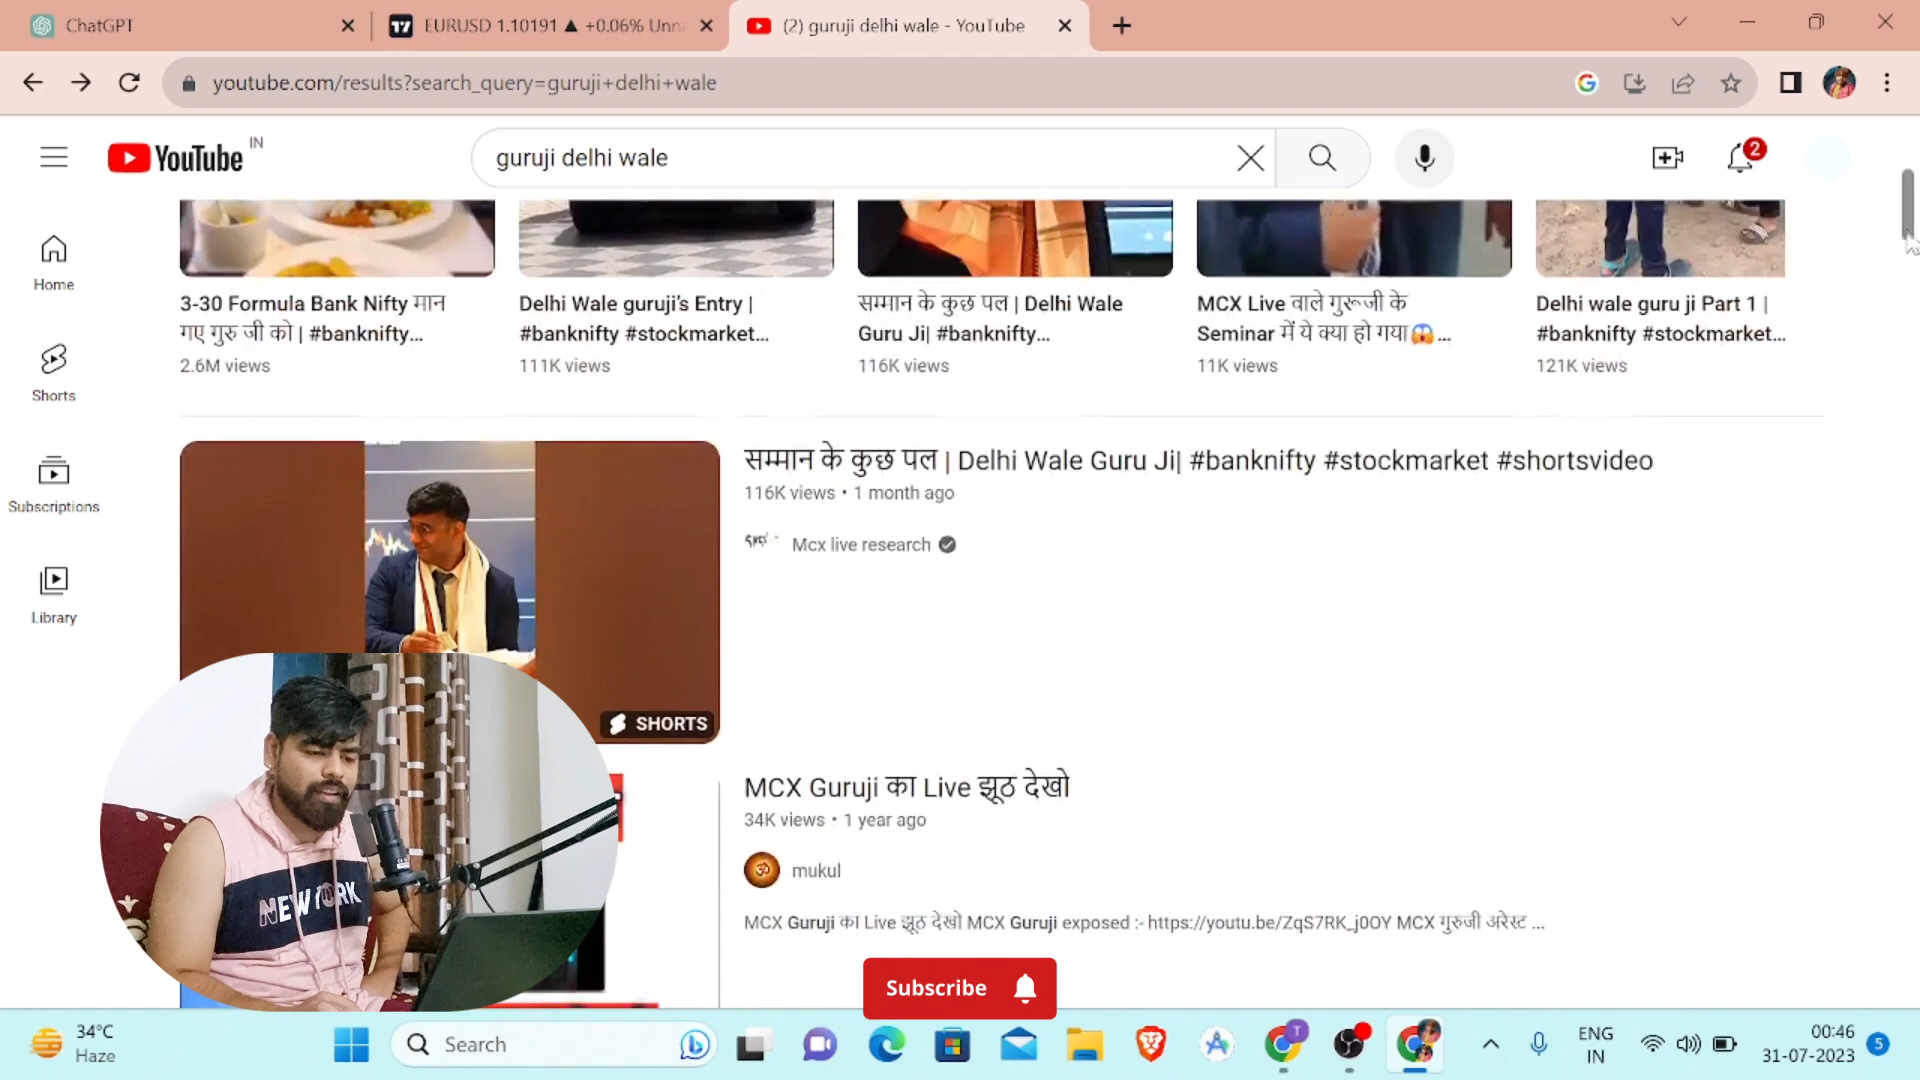 ChatGPT
EURUSD 1.10191 ▲ +0.06% Unna
(2) guruji delhi wale - YouTube
youtube.com/results?search_query=guruji+delhi+wale
YouTube IN
guruji delhi wale
2
Home
Shorts
Subscriptions
Library
3-30 Formula Bank Nifty मान
गए गुरु जी को | #banknifty...
2.6M views
Delhi Wale guruji's Entry |
#banknifty #stockmarket...
111K views
सम्मान के कुछ पल | Delhi Wale
Guru Ji| #banknifty...
116K views
MCX Live वाले गुरूजी के
Seminar में ये क्या हो गया😱...
11K views
Delhi wale guru ji Part 1 |
#banknifty #stockmarket...
121K views
सम्मान के कुछ पल | Delhi Wale Guru Ji| #banknifty #stockmarket #shortsvideo
116K views • 1 month ago
Mcx live research
SHORTS
MCX Guruji का Live झूठ देखो
34K views • 1 year ago
mukul
MCX Guruji का Live झूठ देखो MCX Guruji exposed :- https://youtu.be/ZqS7RK_j0OY MCX गुरुजी अरेस्ट ...
NEW YORK
Subscribe
34°C
Haze
Search
T
ENG
IN
00:46
31-07-2023
5